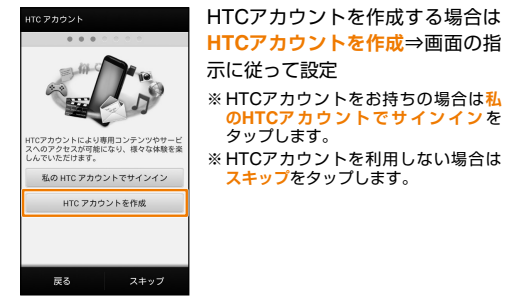 HTC アカウント
HTCアカウントにより専用コンテンツやサービ
スへのアクセスが可能になり、様々な体験を楽
しんでいただけます。
私の HTC アカウントでサインイン
HTC アカウントを作成
戻る
スキップ
HTCアカウントを作成する場合は
HTCアカウントを作成⇒画面の指
示に従って設定
※HTCアカウントをお持ちの場合は私
のHTCアカウントでサインインを
タップします。
※HTCアカウントを利用しない場合は
スキップをタップします。